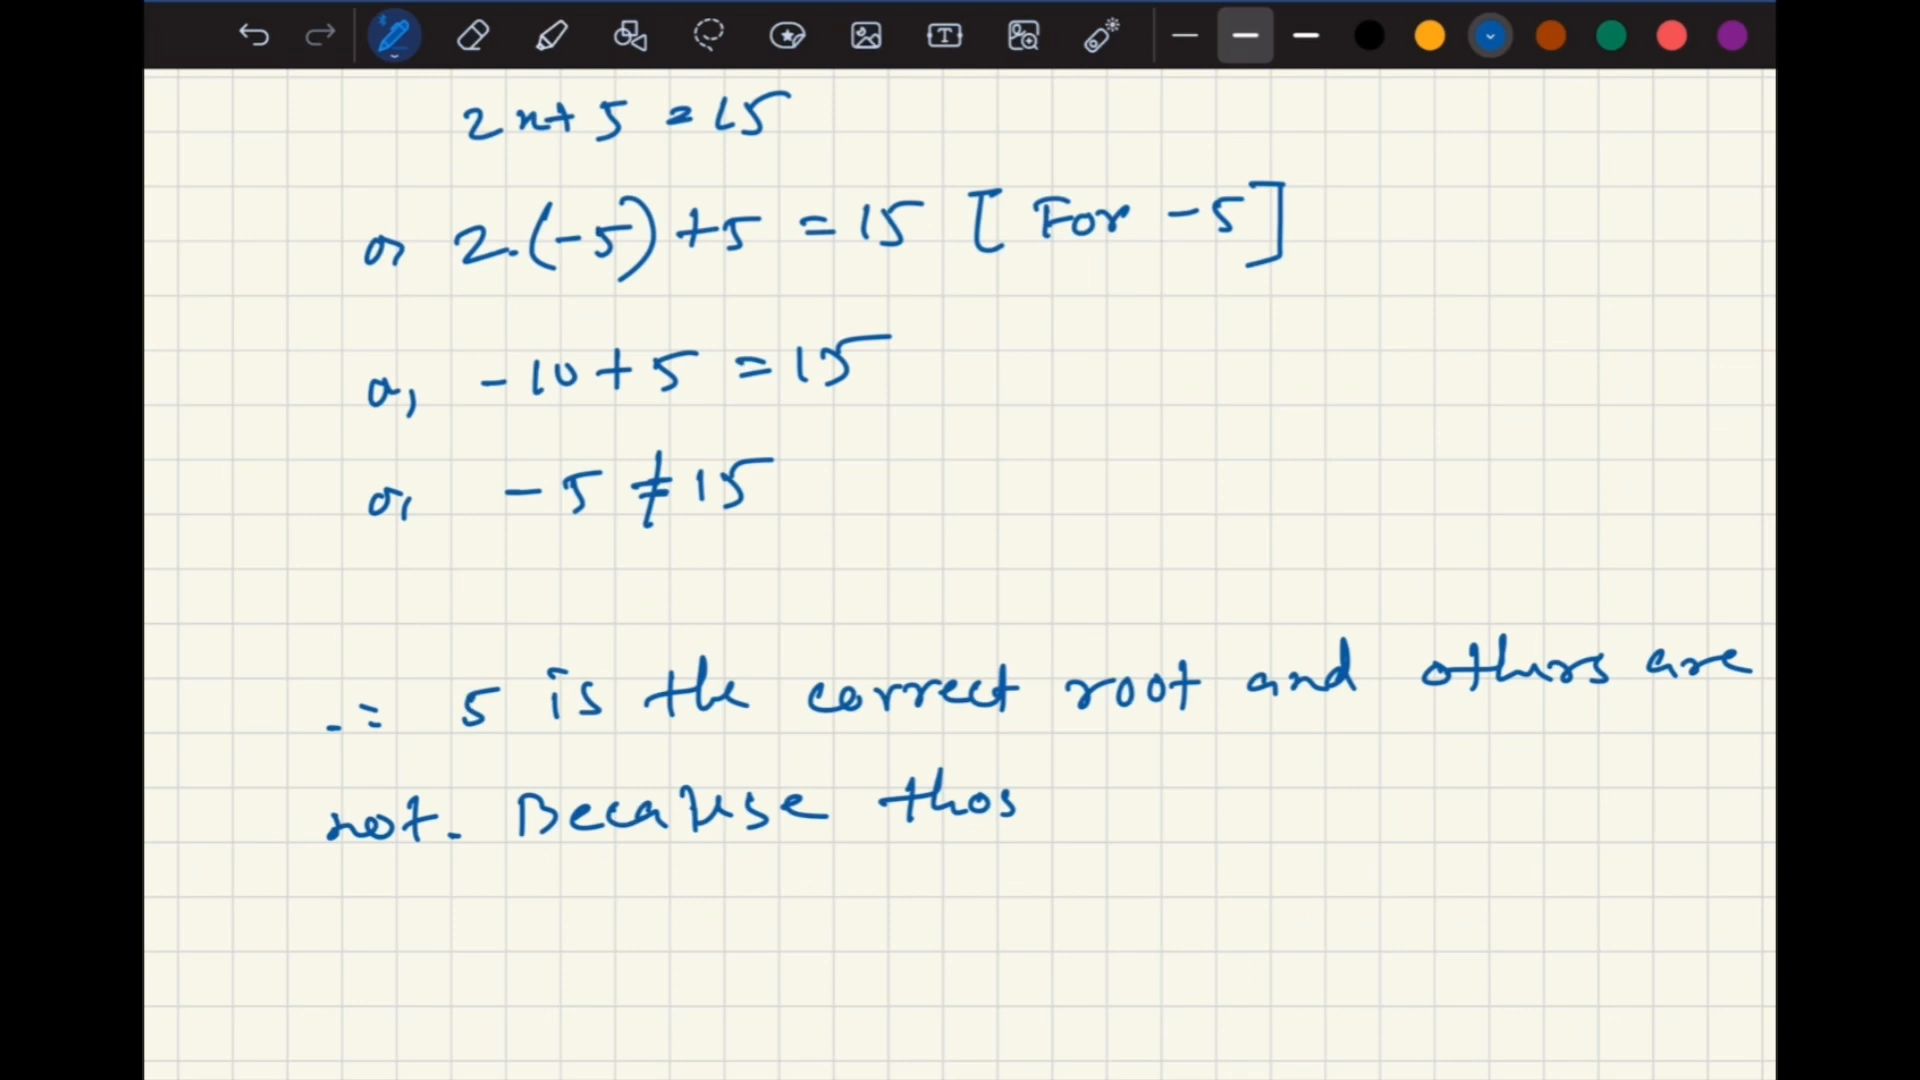 2x+5 = 15
or 2.(-5)+5 = 15 [For -5]
or, -10+5 = 15
or, -5 ≠ 15
∴ 5 is the correct root and others are
not. Because thos